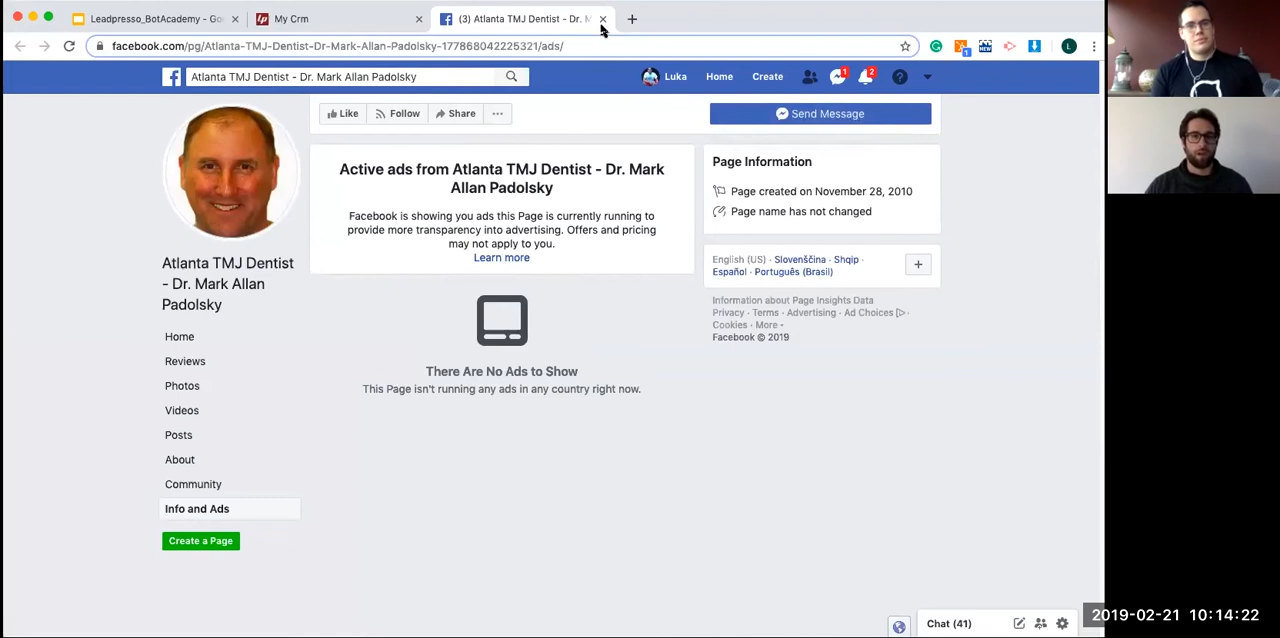 Leadpresso_BotAcademy - Go
My Crm
(3) Atlanta TMJ Dentist - Dr. M
facebook.com/pg/Atlanta-TMJ-Dentist-Dr-Mark-Allan-Padolsky-177868042225321/ads/
NEW
1
L
f
Atlanta TMJ Dentist - Dr. Mark Allan Padolsky
Luka
Home
Create
1
2
?
Like
Follow
Share
...
Send Message
Active ads from Atlanta TMJ Dentist - Dr. Mark
Allan Padolsky
Facebook is showing you ads this Page is currently running to
provide more transparency into advertising. Offers and pricing
may not apply to you.
Learn more
There Are No Ads to Show
This Page isn't running any ads in any country right now.
Page Information
Page created on November 28, 2010
Page name has not changed
English (US) · Slovenščina · Shqip ·
Español · Português (Brasil)
+
Information about Page Insights Data
Privacy · Terms · Advertising · Ad Choices ·
Cookies · More
Facebook © 2019
Atlanta TMJ Dentist
- Dr. Mark Allan
Padolsky
Home
Reviews
Photos
Videos
Posts
About
Community
Info and Ads
Create a Page
Chat (41)
2019-02-21 10:14:22